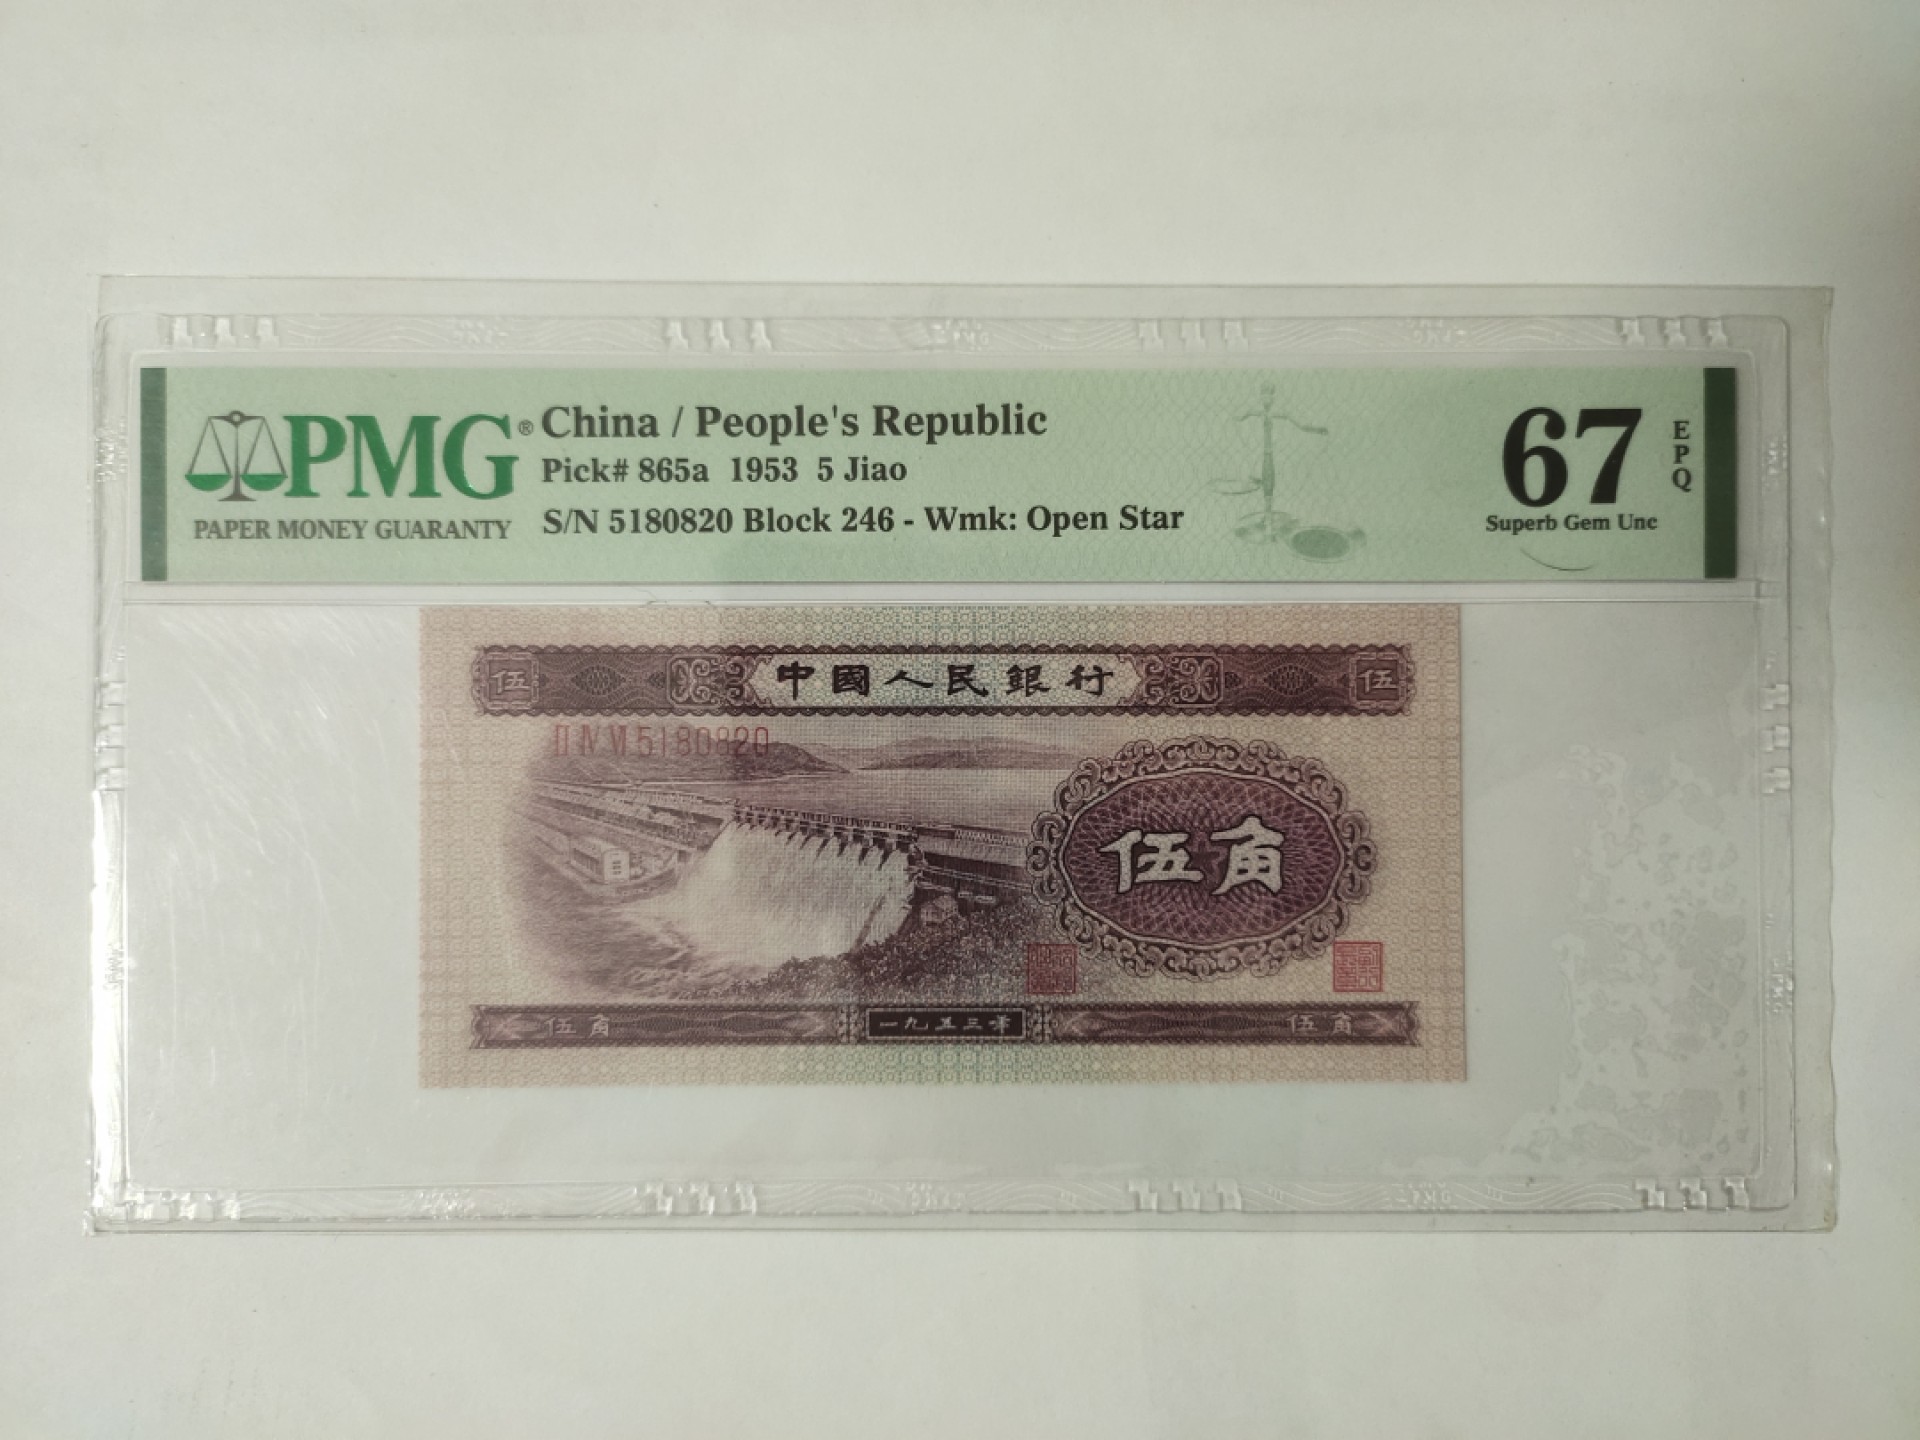 PMG®
PAPER MONEY GUARANTY
China / People's Republic
Pick# 865a 1953 5 Jiao
S/N 5180820 Block 246 - Wmk: Open Star
67
EPQ
Superb Gem Unc
伍 中國人民銀行 伍
II IV VI 5180820
伍角
伍角 一九五三年 伍角